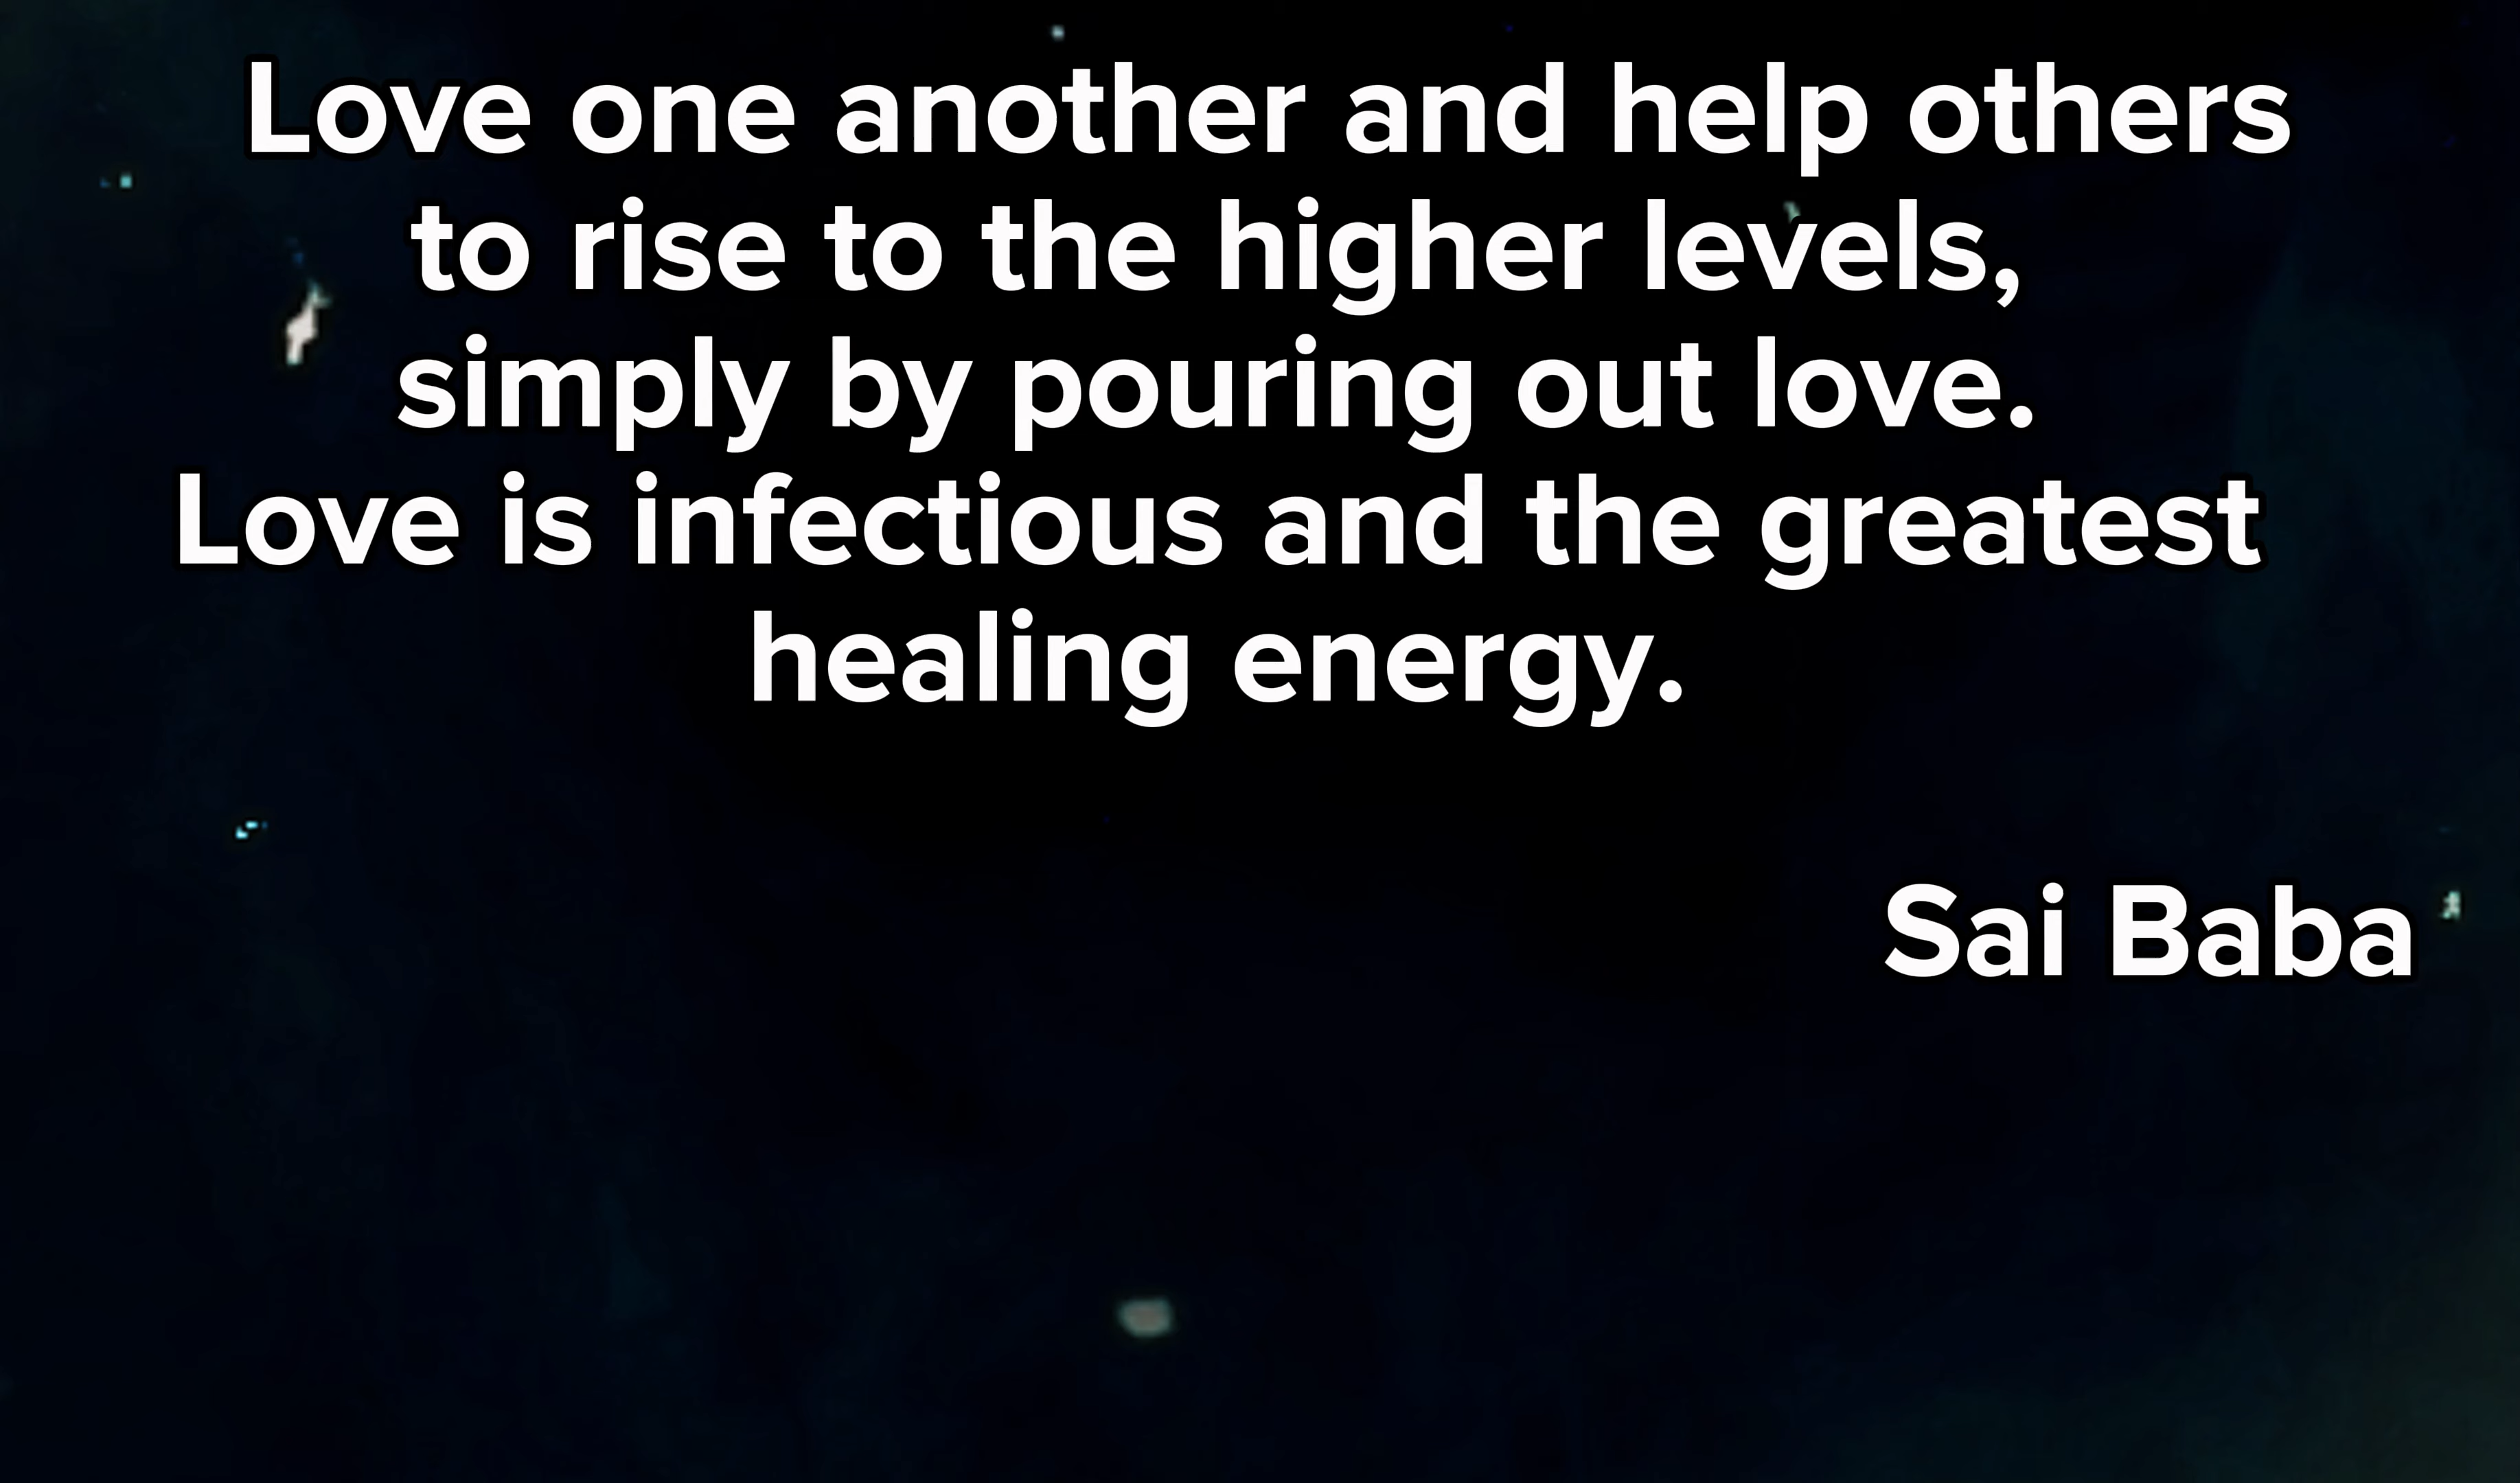 Love one another and help others
to rise to the higher levels,
simply by pouring out love.
Love is infectious and the greatest
healing energy.
Sai Baba